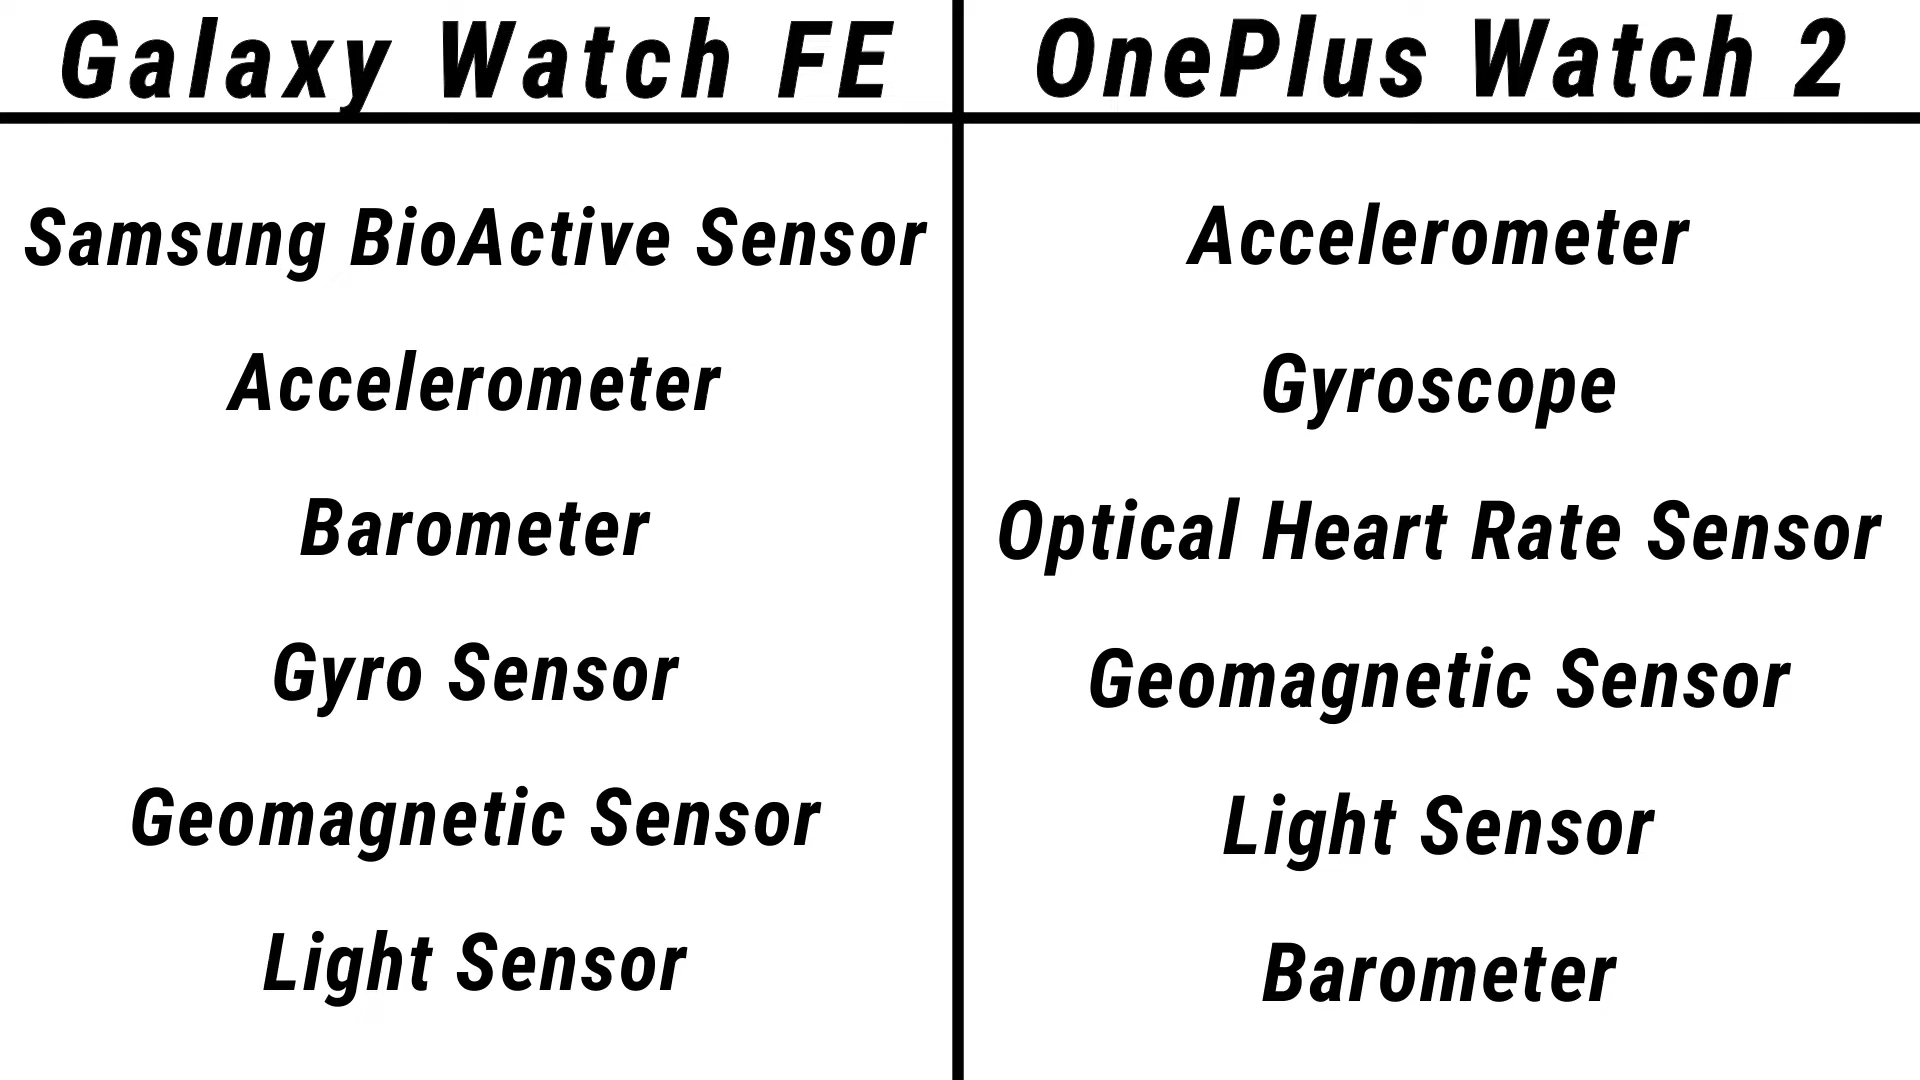 Galaxy Watch FE
OnePlus Watch 2
Samsung BioActive Sensor
Accelerometer
Barometer
Gyro Sensor
Geomagnetic Sensor
Light Sensor
Accelerometer
Gyroscope
Optical Heart Rate Sensor
Geomagnetic Sensor
Light Sensor
Barometer